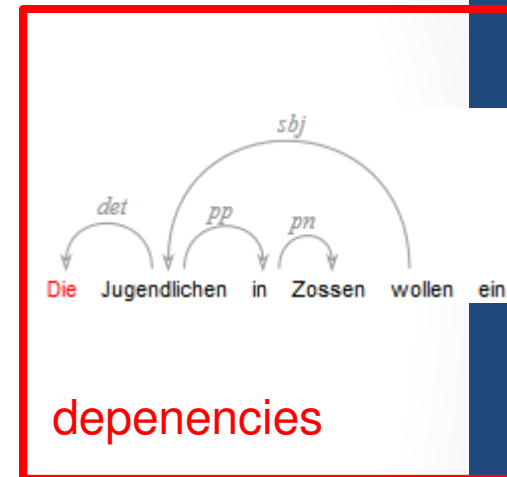 sbj
det pp pn
Die Jugendlichen in Zossen wollen ein
depenencies